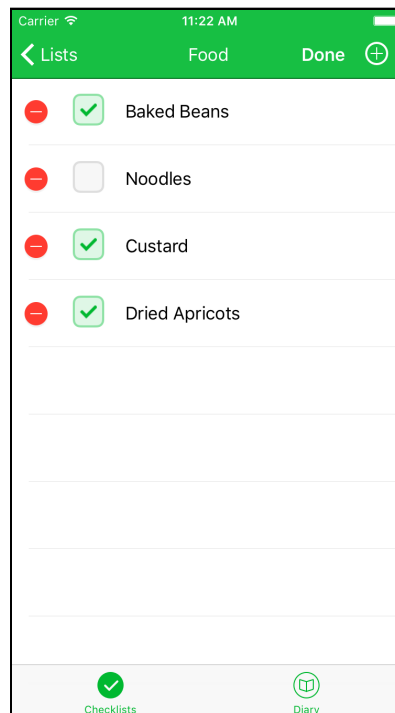 Carrier 11:22 AM
Lists Food Done
Baked Beans
Noodles
Custard
Dried Apricots
Checklists Diary